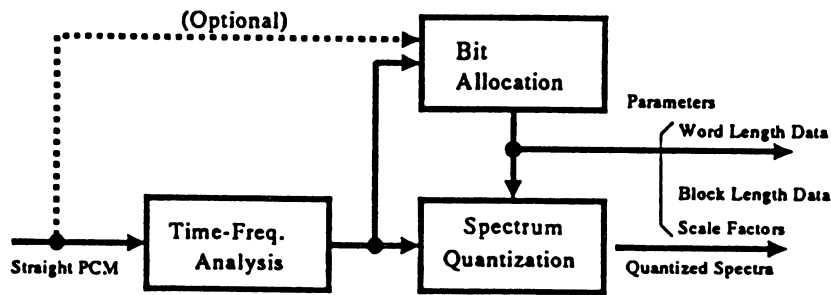 (Optional)
Bit
Allocation
Parameters
Word Length Data
Block Length Data
Scale Factors
Time-Freq.
Analysis
Spectrum
Quantization
Straight PCM
Quantized Spectra